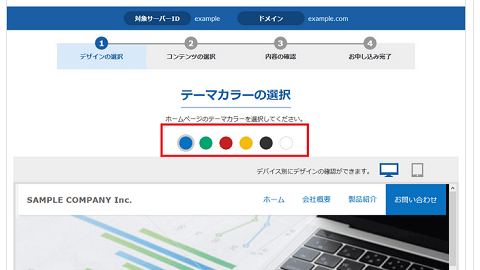 対象サーバーID example ドメイン example.com
1 2 3 4
デザインの選択 コンテンツの選択 内容の確認 お申し込み完了
テーマカラーの選択
ホームページのテーマカラーを選択してください。
デバイス別にデザインの確認ができます。
SAMPLE COMPANY Inc. ホーム 会社概要 製品紹介 お問い合わせ